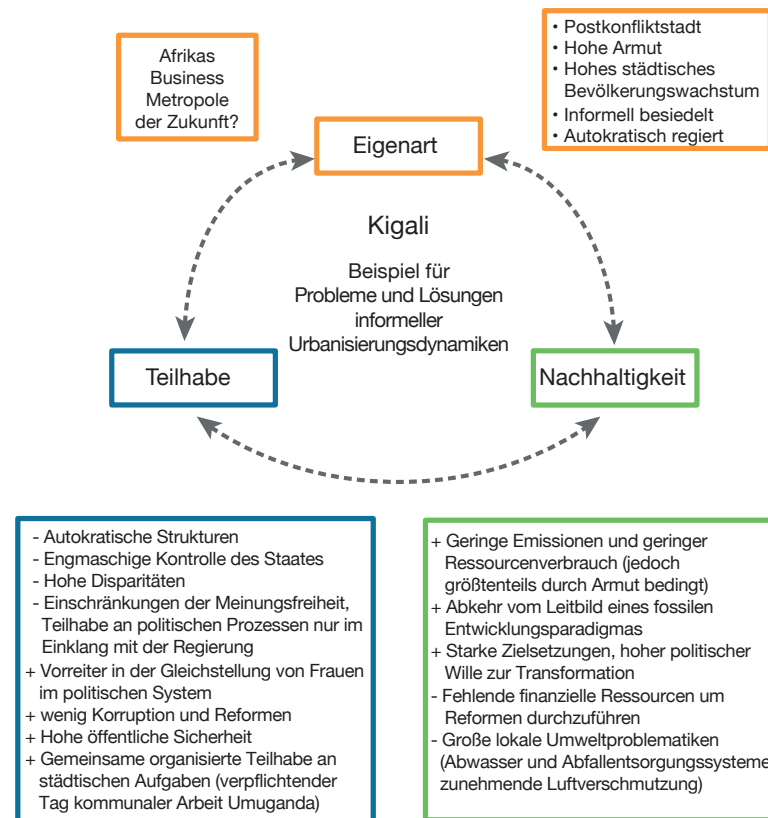 Afrikas
Business
Metropole
der Zukunft?
• Postkonfliktstadt
• Hohe Armut
• Hohes städtisches
Bevölkerungswachstum
• Informell besiedelt
• Autokratisch regiert
Eigenart
Kigali
Beispiel für
Probleme und Lösungen
informeller
Urbanisierungsdynamiken
Teilhabe
Nachhaltigkeit
- Autokratische Strukturen
- Engmaschige Kontrolle des Staates
- Hohe Disparitäten
- Einschränkungen der Meinungsfreiheit,
Teilhabe an politischen Prozessen nur im
Einklang mit der Regierung
+ Vorreiter in der Gleichstellung von Frauen
im politischen System
+ wenig Korruption und Reformen
+ Hohe öffentliche Sicherheit
+ Gemeinsame organisierte Teilhabe an
städtischen Aufgaben (verpflichtender
Tag kommunaler Arbeit Umuganda)
+ Geringe Emissionen und geringer
Ressourcenverbrauch (jedoch
größtenteils durch Armut bedingt)
+ Abkehr vom Leitbild eines fossilen
Entwicklungsparadigmas
+ Starke Zielsetzungen, hoher politischer
Wille zur Transformation
- Fehlende finanzielle Ressourcen um
Reformen durchzuführen
- Große lokale Umweltproblematiken
(Abwasser und Abfallentsorgungssysteme
zunehmende Luftverschmutzung)